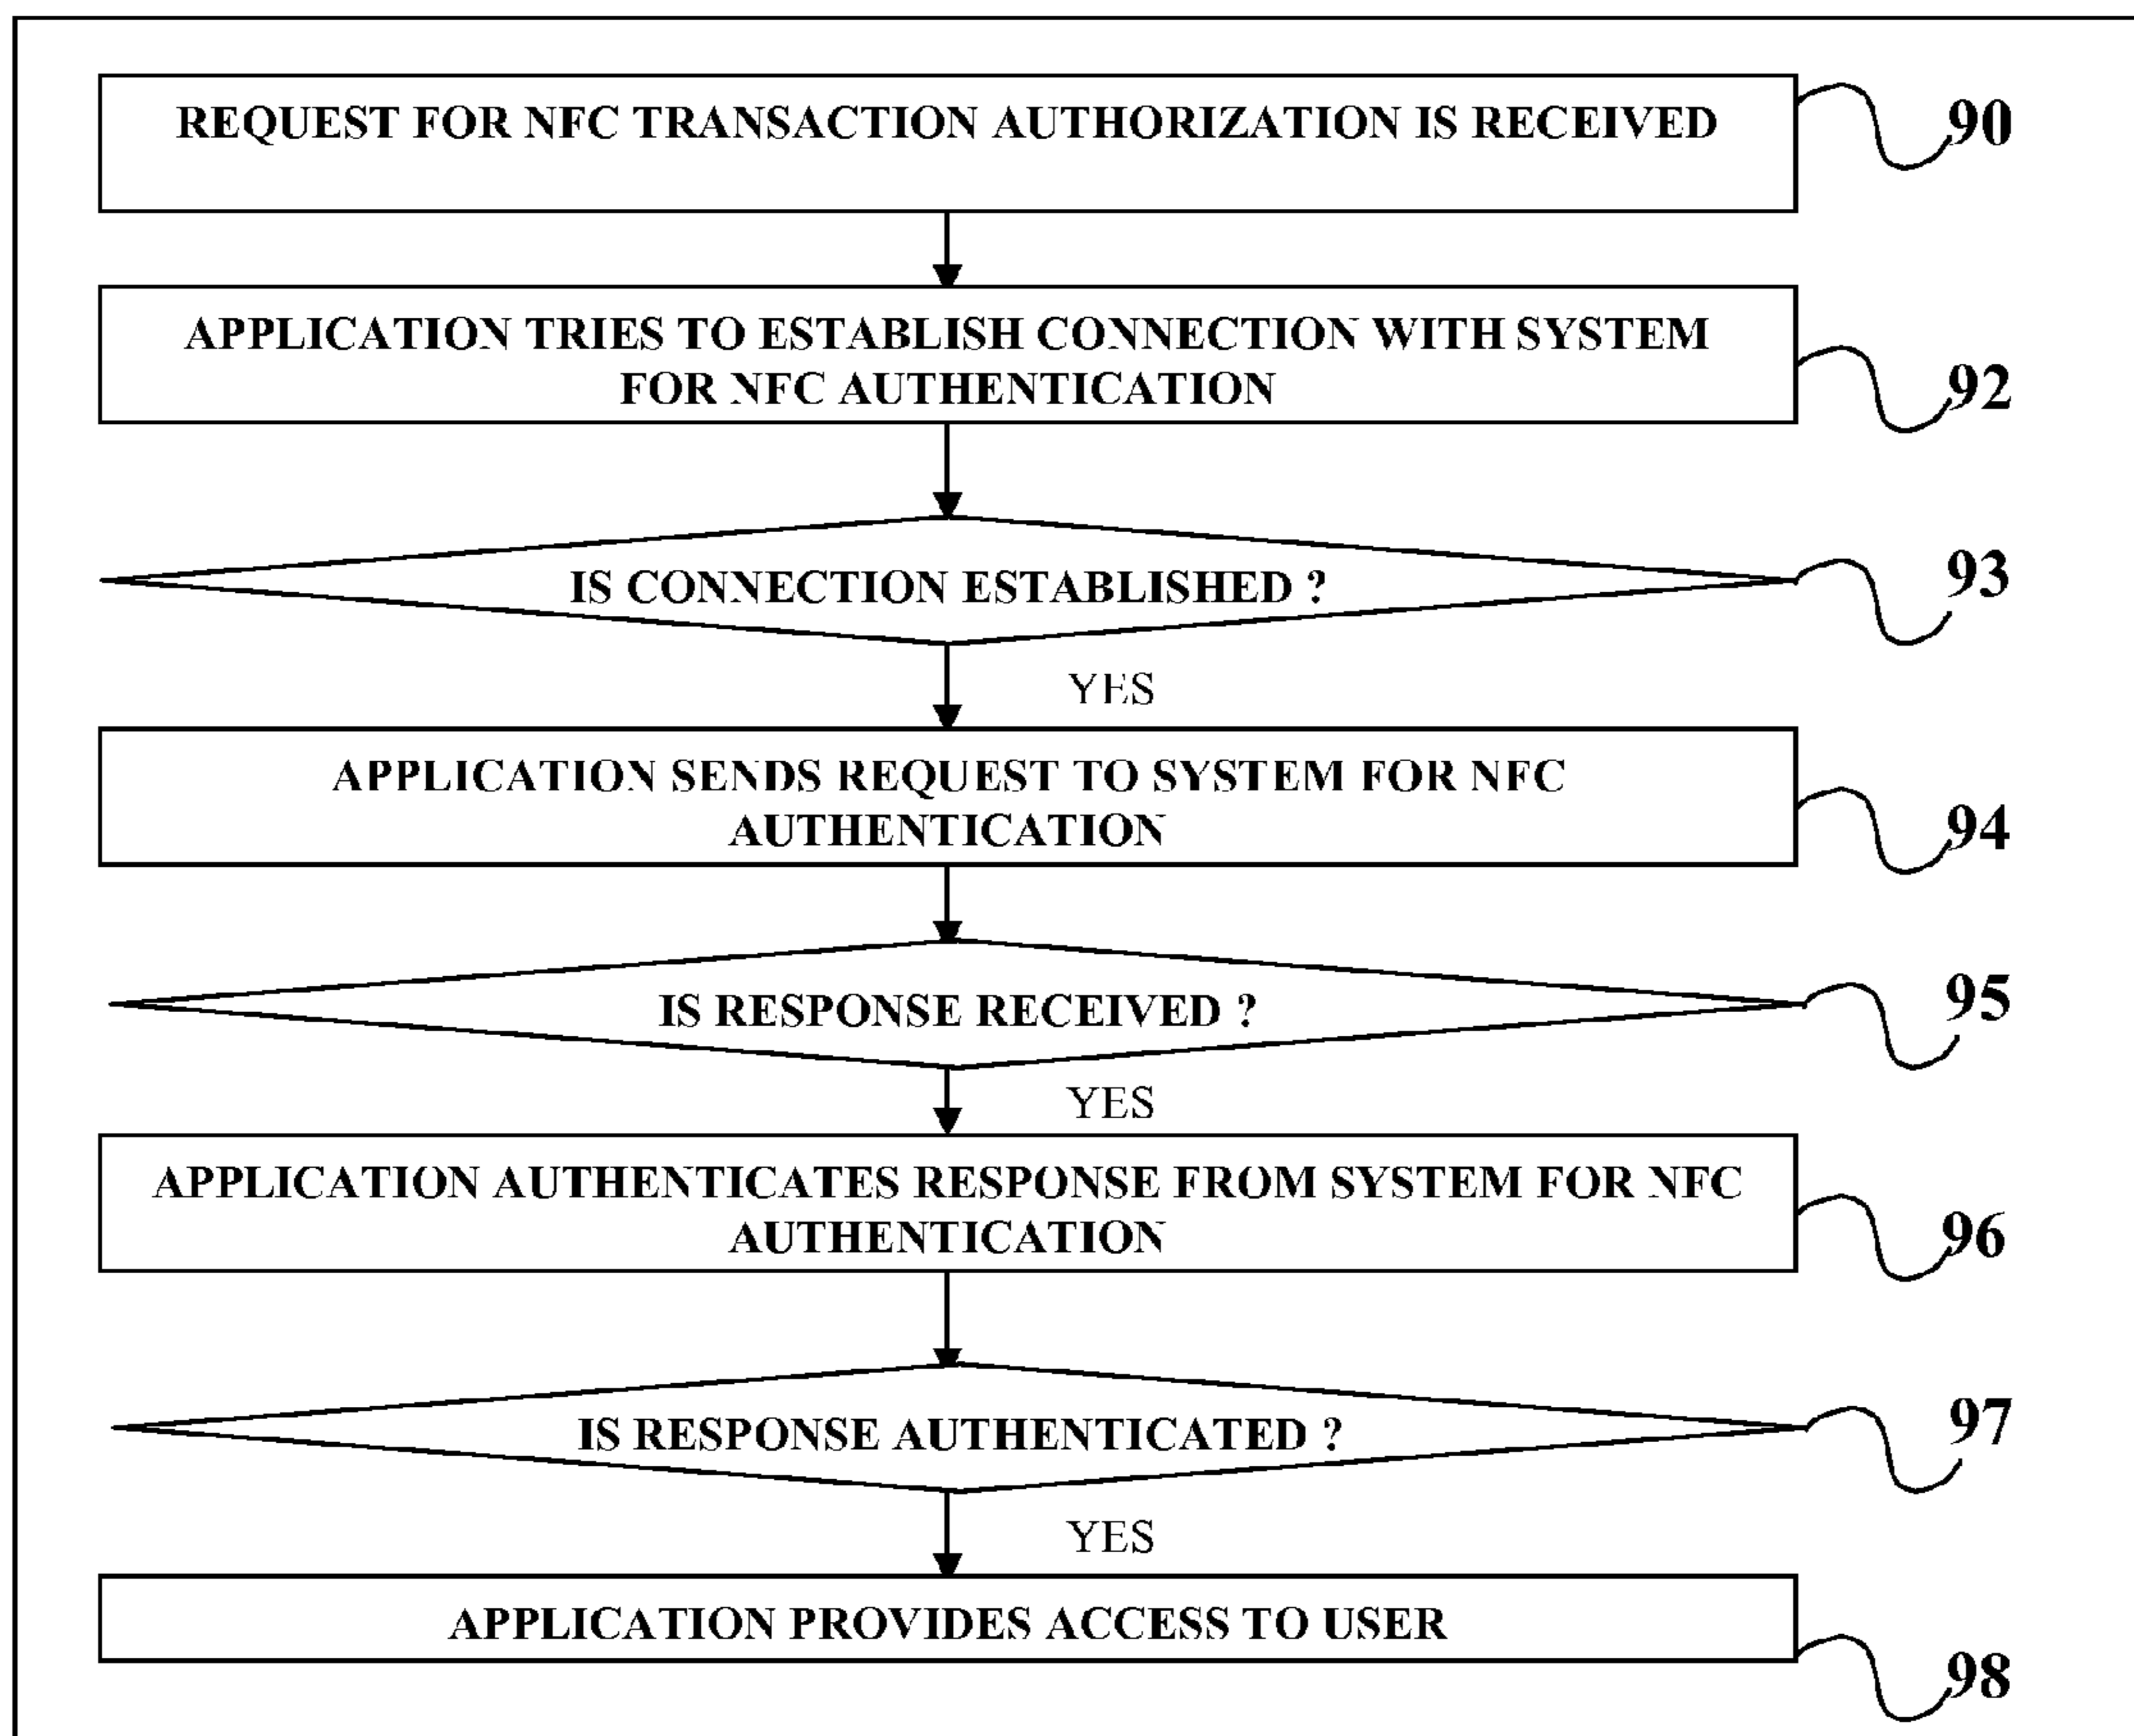 REQUEST FOR NFC TRANSACTION AUTHORIZATION IS RECEIVED
90
APPLICATION TRIES TO ESTABLISH CONNECTION WITH SYSTEM
FOR NFC AUTHENTICATION
92
IS CONNECTION ESTABLISHED ?
93
YES
APPLICATION SENDS REQUEST TO SYSTEM FOR NFC
AUTHENTICATION
94
IS RESPONSE RECEIVED ?
95
YES
APPLICATION AUTHENTICATES RESPONSE FROM SYSTEM FOR NFC
AUTHENTICATION
96
IS RESPONSE AUTHENTICATED ?
97
YES
APPLICATION PROVIDES ACCESS TO USER
98